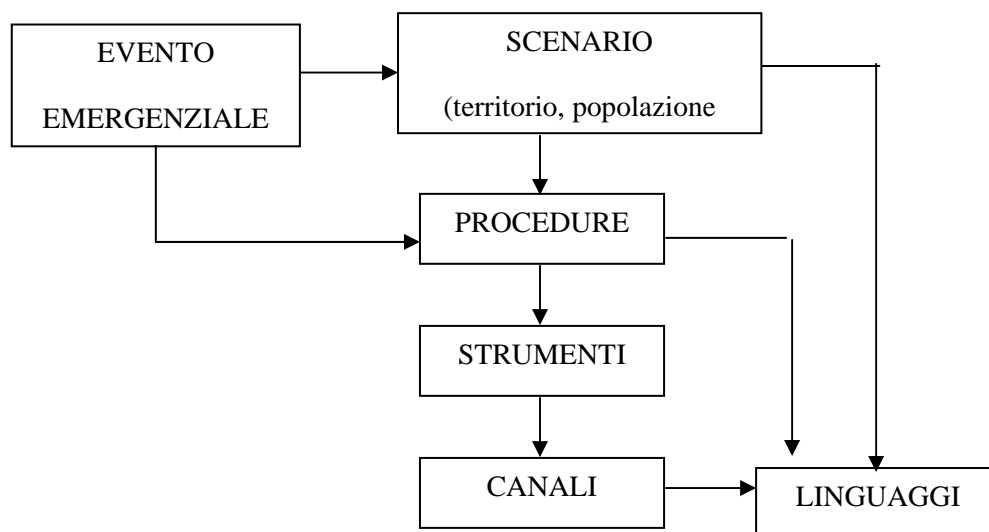 EVENTO
EMERGENZIALE
SCENARIO
(territorio, popolazione
PROCEDURE
STRUMENTI
CANALI
LINGUAGGI